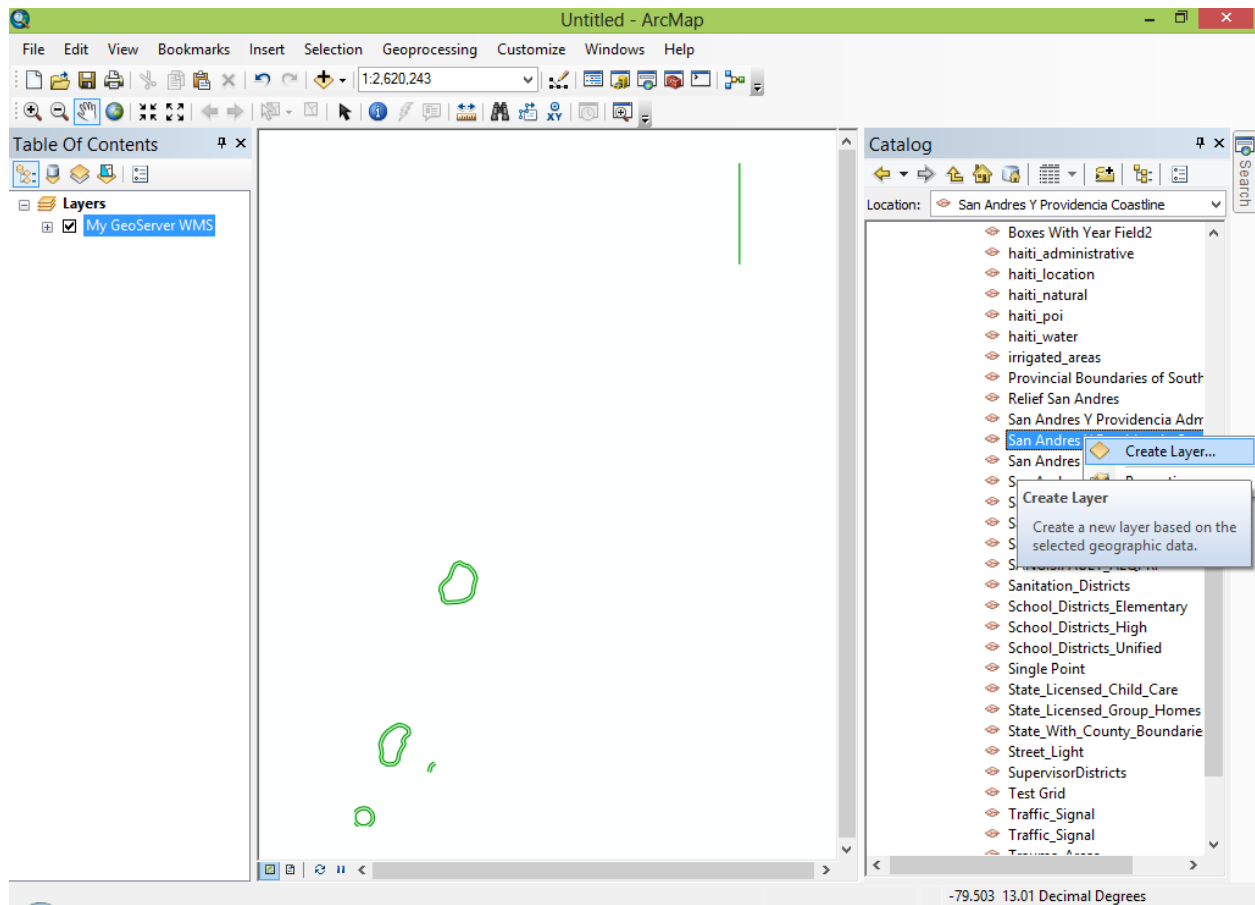 Untitled - ArcMap
File Edit View Bookmarks Insert Selection Geoprocessing Customize Windows Help
1:2,620,243
Table Of Contents
Layers
My GeoServer WMS
Catalog
Search
Location: San Andres Y Providencia Coastline
Boxes With Year Field2
haiti_administrative
haiti_location
haiti_natural
haiti_poi
haiti_water
irrigated_areas
Provincial Boundaries of South
Relief San Andres
San Andres Y Providencia Adm
San Andres
Create Layer...
San Andres
Create Layer
Create a new layer based on the
selected geographic data.
Sanitation_Districts
School_Districts_Elementary
School_Districts_High
School_Districts_Unified
Single Point
State_Licensed_Child_Care
State_Licensed_Group_Homes
State_With_County_Boundarie
Street_Light
SupervisorDistricts
Test Grid
Traffic_Signal
Traffic_Signal
-79.503 13.01 Decimal Degrees